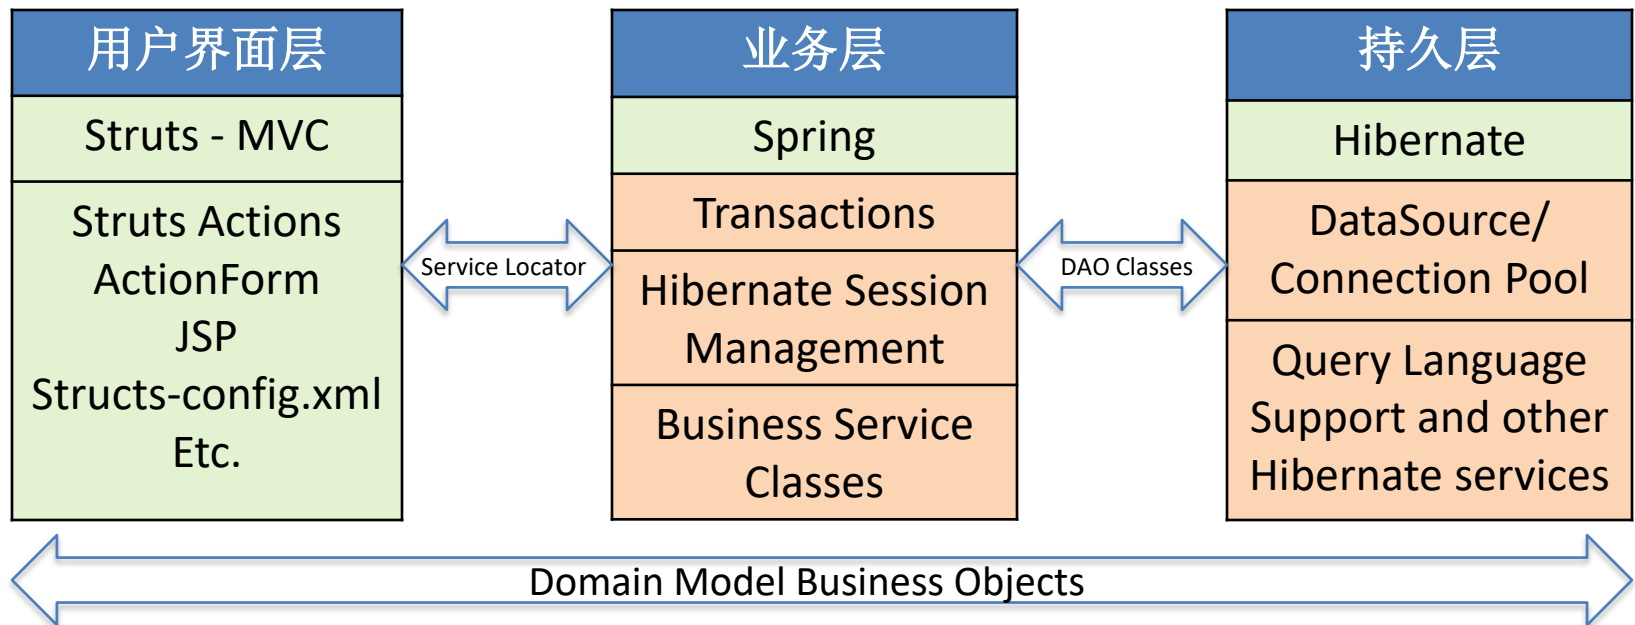 用户界面层
Struts - MVC
Struts Actions
ActionForm
JSP
Structs-config.xml
Etc.
Service Locator
业务层
Spring
Transactions
Hibernate Session
Management
Business Service
Classes
DAO Classes
持久层
Hibernate
DataSource/
Connection Pool
Query Language
Support and other
Hibernate services
Domain Model Business Objects